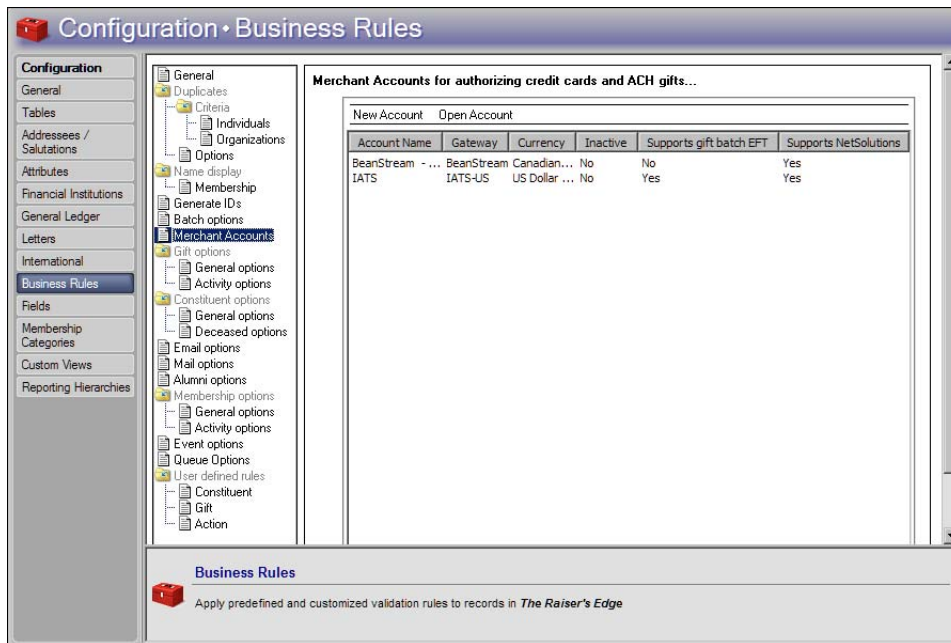 Configuration • Business Rules
Configuration
General
Tables
Addressees /
Salutations
Attributes
Financial Institutions
General Ledger
Letters
International
Business Rules
Fields
Membership
Categories
Custom Views
Reporting Hierarchies
General
Duplicates
Criteria
Individuals
Organizations
Options
Name display
Membership
Generate IDs
Batch options
Merchant Accounts
Gift options
General options
Activity options
Constituent options
General options
Deceased options
Email options
Mail options
Alumni options
Membership options
General options
Activity options
Event options
Queue Options
User defined rules
Constituent
Gift
Action
Merchant Accounts for authorizing credit cards and ACH gifts...
New Account Open Account
Account Name Gateway Currency Inactive Supports gift batch EFT Supports NetSolutions
BeanStream - ... BeanStream Canadian... No No Yes
IATS IATS-US US Dollar ... No Yes Yes
Business Rules
Apply predefined and customized validation rules to records in The Raiser's Edge